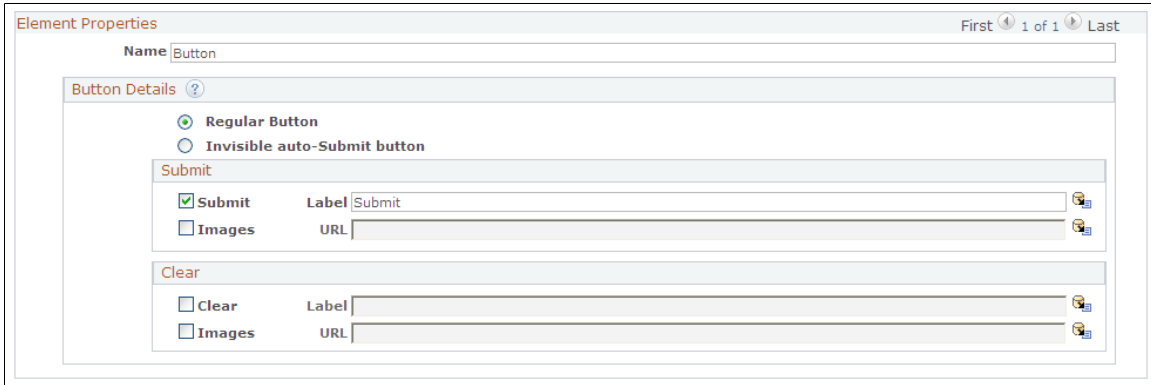 Element Properties First 1 of 1 Last
Name Button
Button Details ?
Regular Button
Invisible auto-Submit button
Submit
Submit Label Submit
Images URL
Clear
Clear Label
Images URL